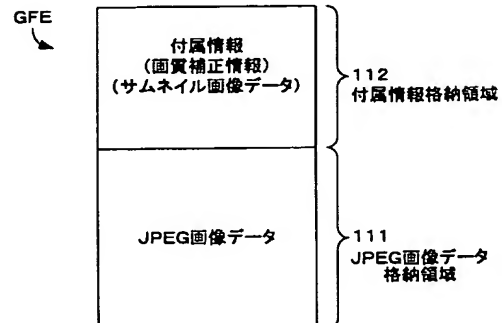 GFE
付属情報
(画質補正情報)
(サムネイル画像データ)
112
付属情報格納領域
JPEG画像データ
111
JPEG画像データ
格納領域